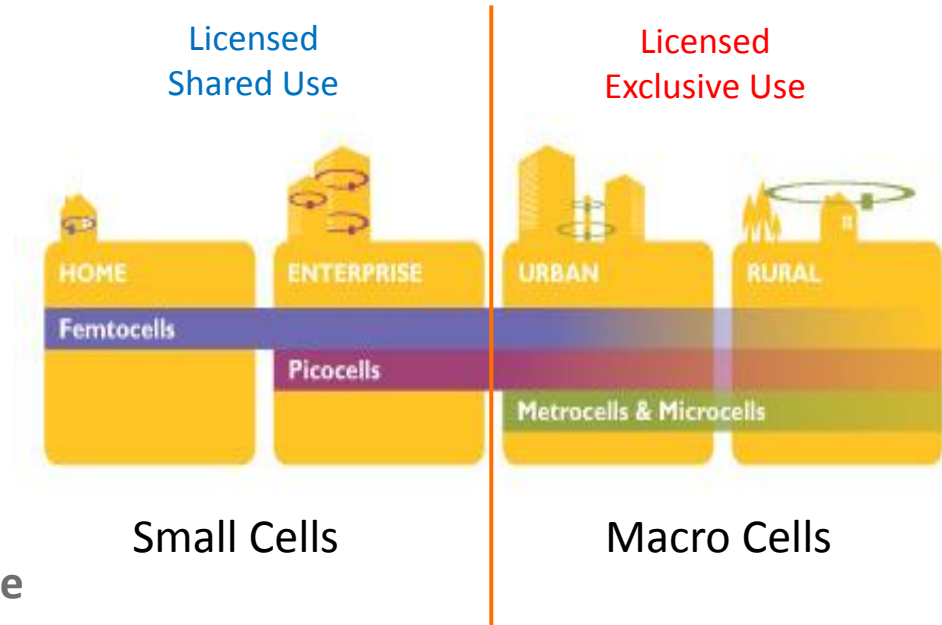 Licensed
Shared Use
Licensed
Exclusive Use
HOME
ENTERPRISE
URBAN
RURAL
Femtocells
Picocells
Metrocells & Microcells
Small Cells
Macro Cells
e